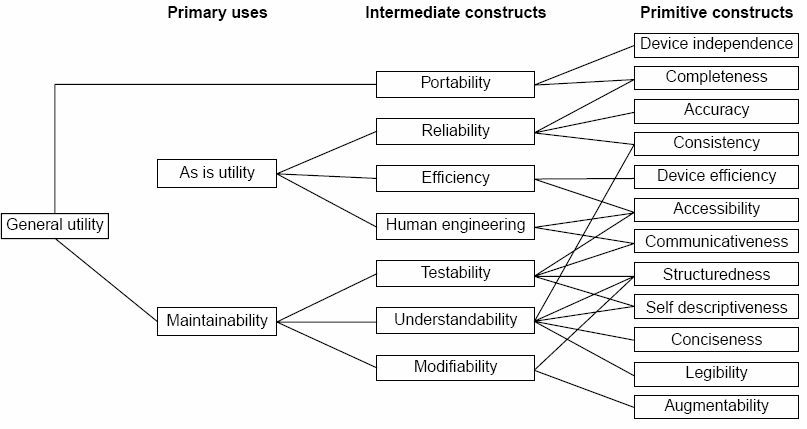 Primary uses
Intermediate constructs
Primitive constructs
General utility
As is utility
Maintainability
Portability
Reliability
Efficiency
Human engineering
Testability
Understandability
Modifiability
Device independence
Completeness
Accuracy
Consistency
Device efficiency
Accessibility
Communicativeness
Structuredness
Self descriptiveness
Conciseness
Legibility
Augmentability